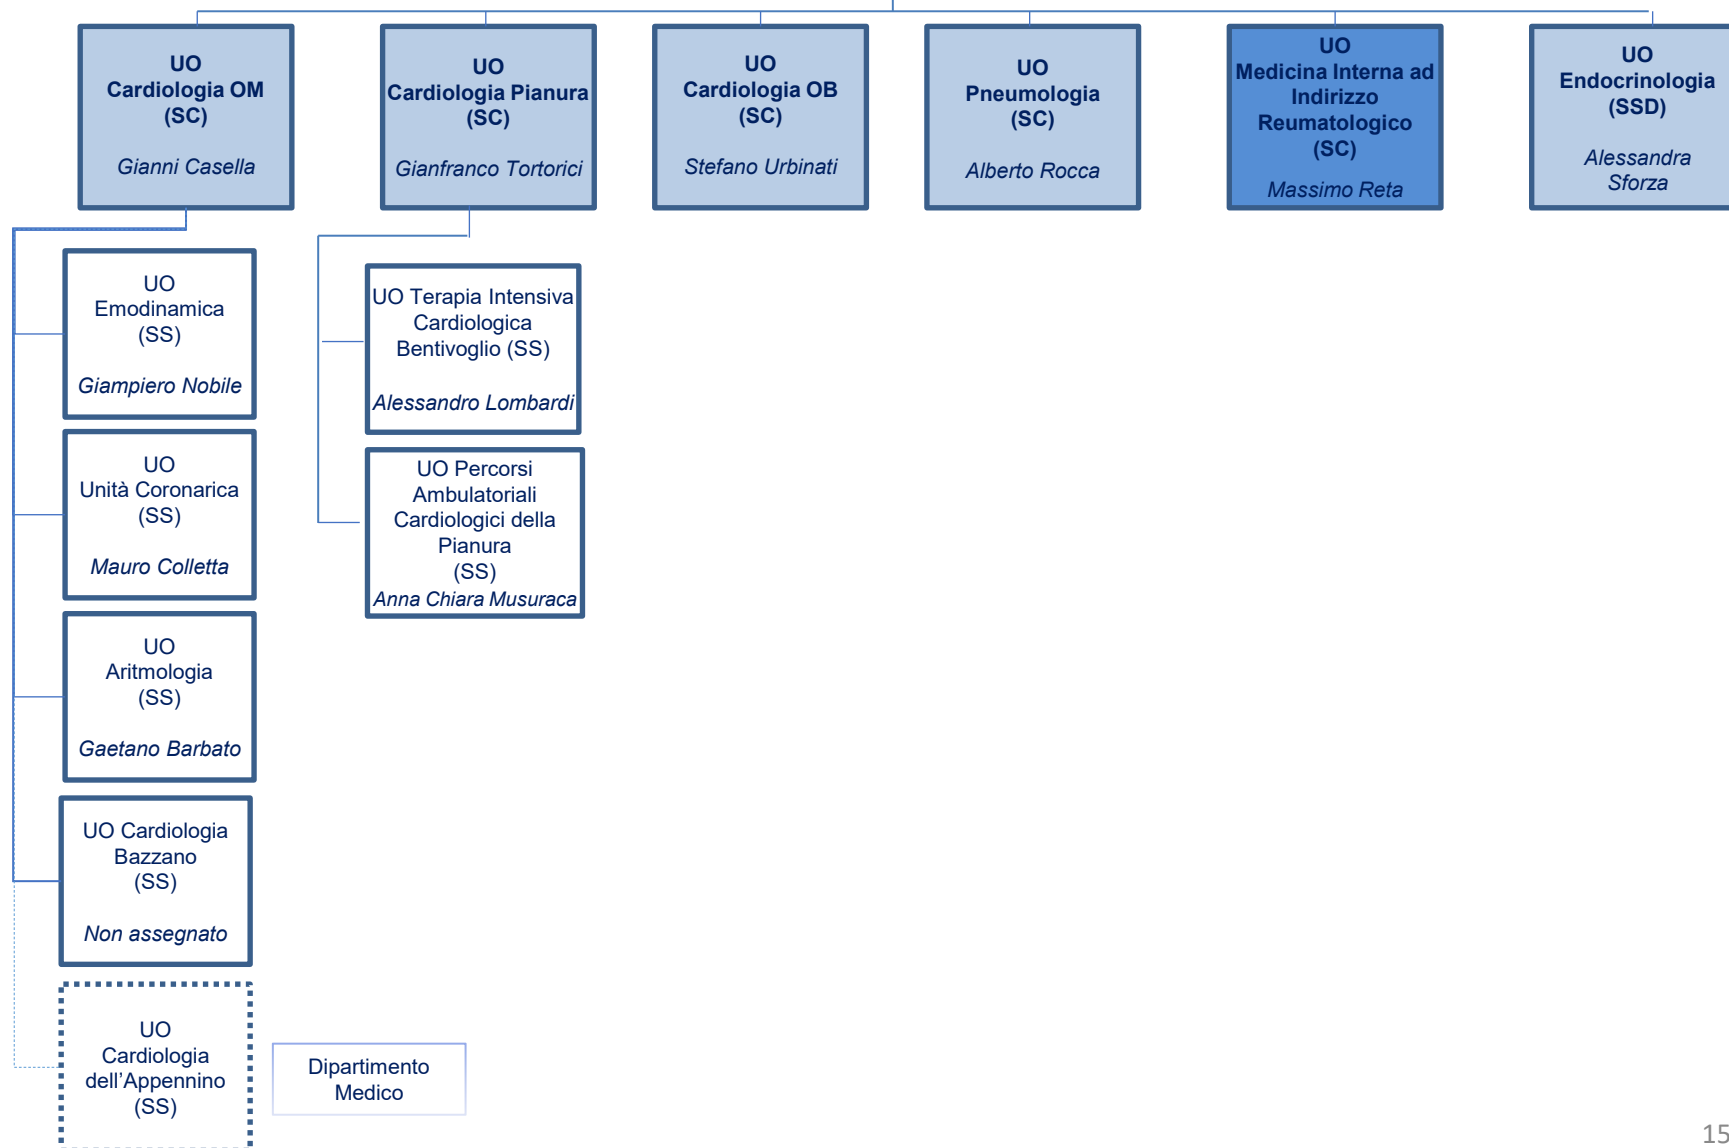 UO
Cardiologia OM
(SC)
Gianni Casella
UO
Cardiologia Pianura
(SC)
Gianfranco Tortorici
UO
Cardiologia OB
(SC)
Stefano Urbinati
UO
Pneumologia
(SC)
Alberto Rocca
UO
Medicina Interna ad
Indirizzo
Reumatologico
(SC)
Massimo Reta
UO
Endocrinologia
(SSD)
Alessandra
Sforza
UO
Emodinamica
(SS)
Giampiero Nobile
UO
Unità Coronarica
(SS)
Mauro Colletta
UO
Aritmologia
(SS)
Gaetano Barbato
UO Cardiologia
Bazzano
(SS)
Non assegnato
UO
Cardiologia
dell’Appennino
(SS)
UO Terapia Intensiva
Cardiologica
Bentivoglio (SS)
Alessandro Lombardi
UO Percorsi
Ambulatoriali
Cardiologici della
Pianura
(SS)
Anna Chiara Musuraca
Dipartimento
Medico
15